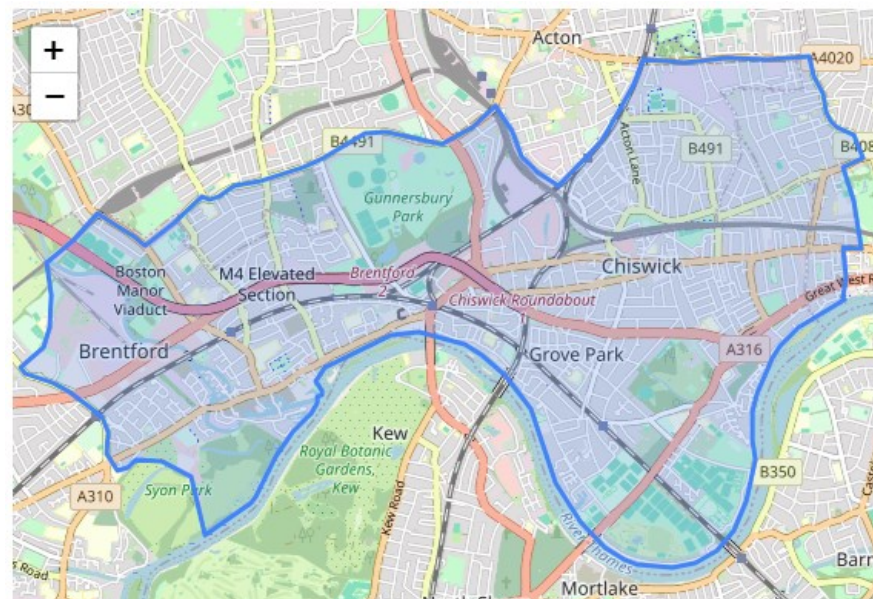 +
−
Acton
A4020
A30
B4491
Acton Lane
B491
B408
Gunnersbury
Park
Boston
Manor
Viaduct
M4 Elevated
Section
Brentford
2
Chiswick
Chiswick Roundabout
Great West R
C
Brentford
Grove Park
A316
Kew
Royal Botanic
Gardens,
Kew
Syon Park
A310
Kew Road
B350
River Thames
Road
Mortlake
Barn